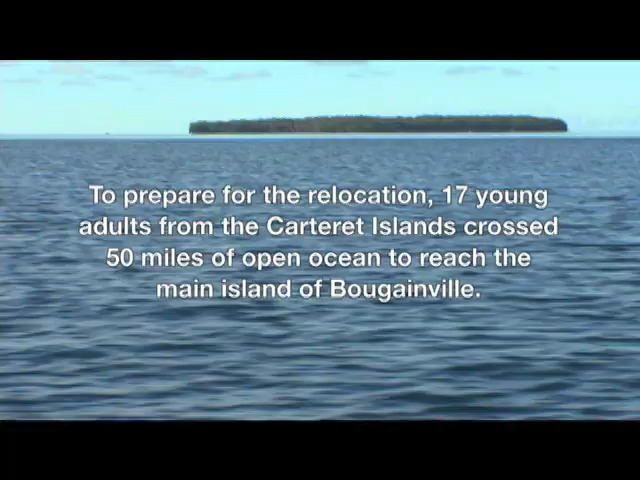 To prepare for the relocation, 17 young
adults from the Carteret Islands crossed
50 miles of open ocean to reach the
main island of Bougainville.